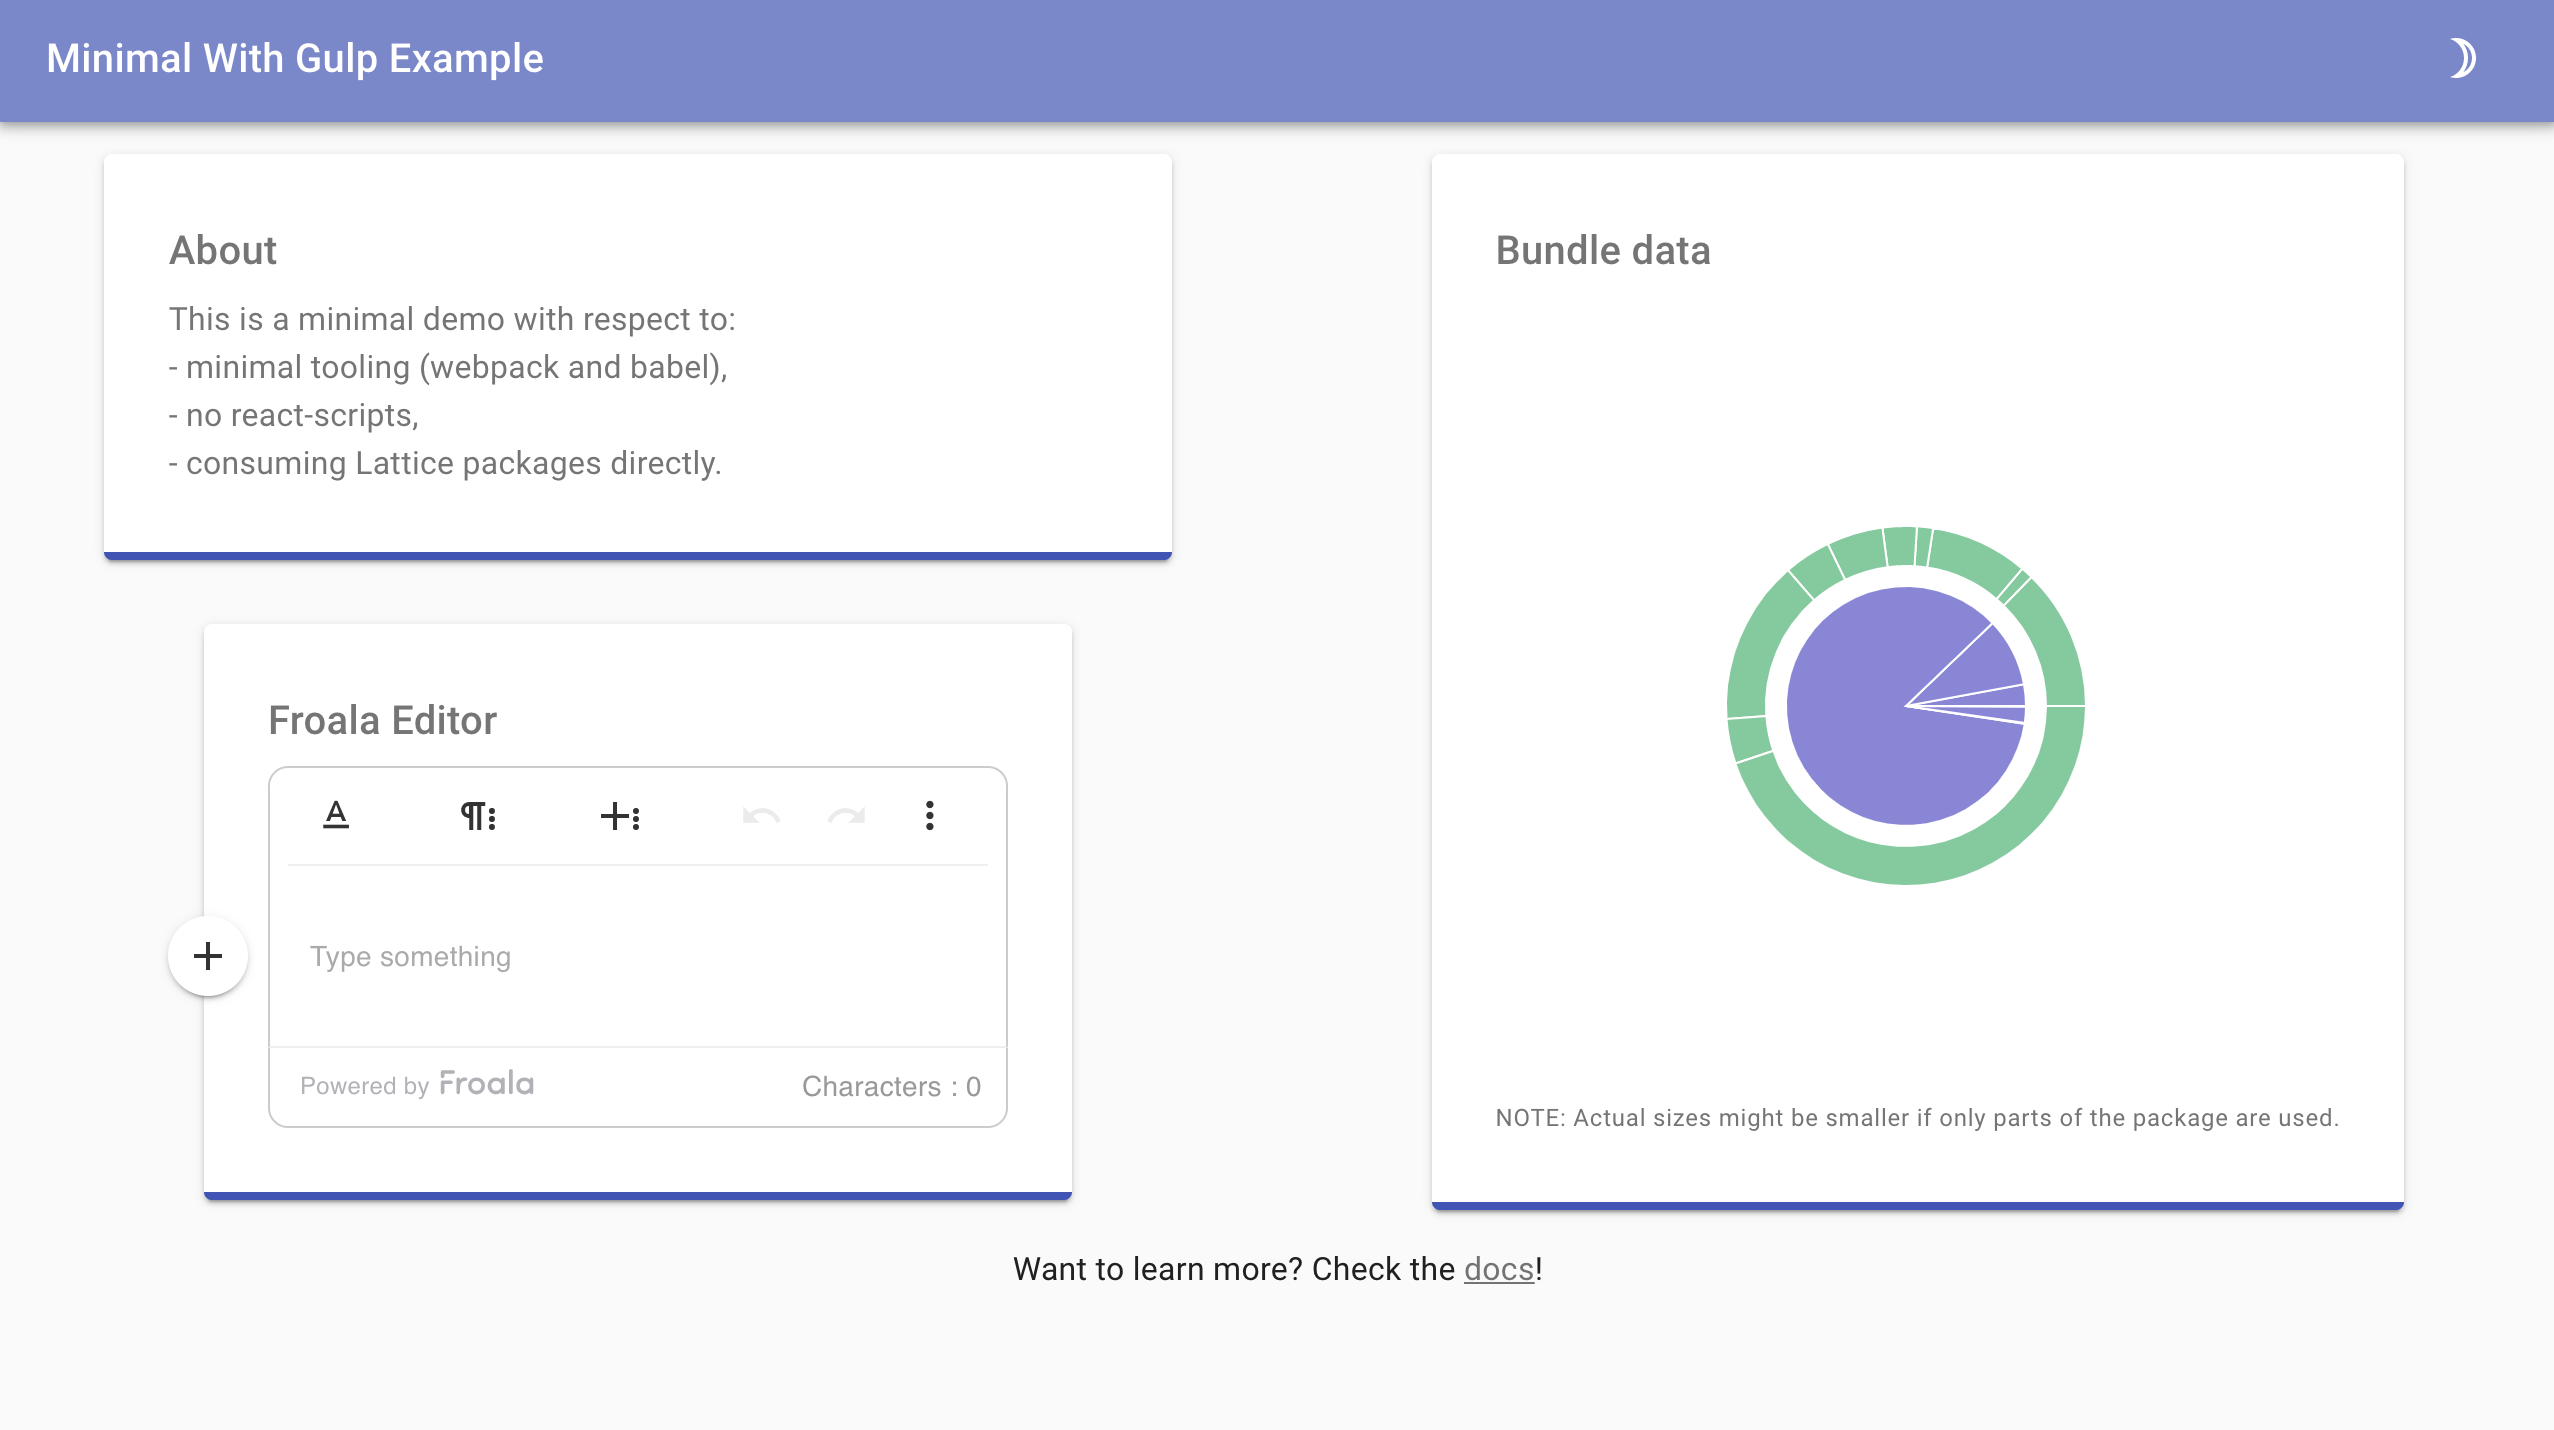 Minimal With Gulp Example
About
This is a minimal demo with respect to:
- minimal tooling (webpack and babel),
- no react-scripts,
- consuming Lattice packages directly.
Froala Editor
Type something
Powered by Froala
Characters : 0
Bundle data
NOTE: Actual sizes might be smaller if only parts of the package are used.
Want to learn more? Check the docs!